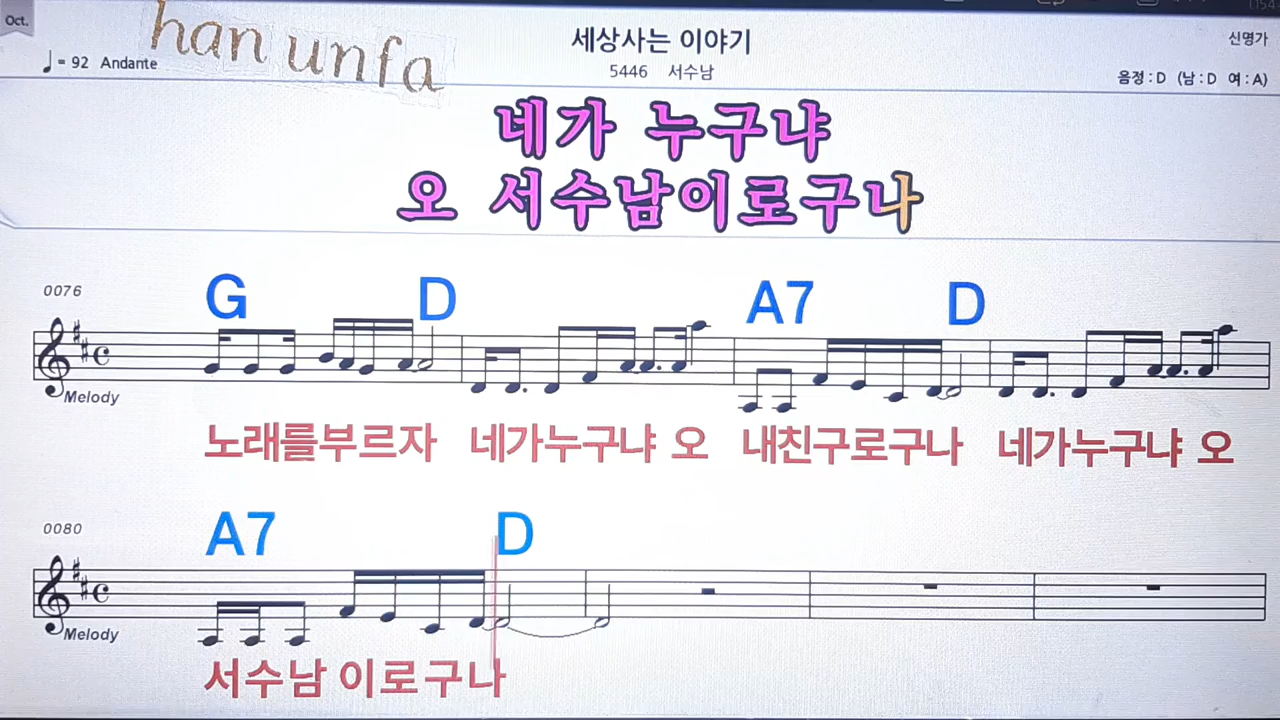 Oct.
han unfa
세상사는 이야기
신명가
♩= 92 Andante
5446 서수남
음정 : D (남 : D 여 : A)
네가 누구냐
오 서수남이로구나
0076
G D A7 D
Melody
노래를부르자 네가누구냐 오 내친구로구나 네가누구냐 오
0080
A7 D
Melody
서수남 이로구나